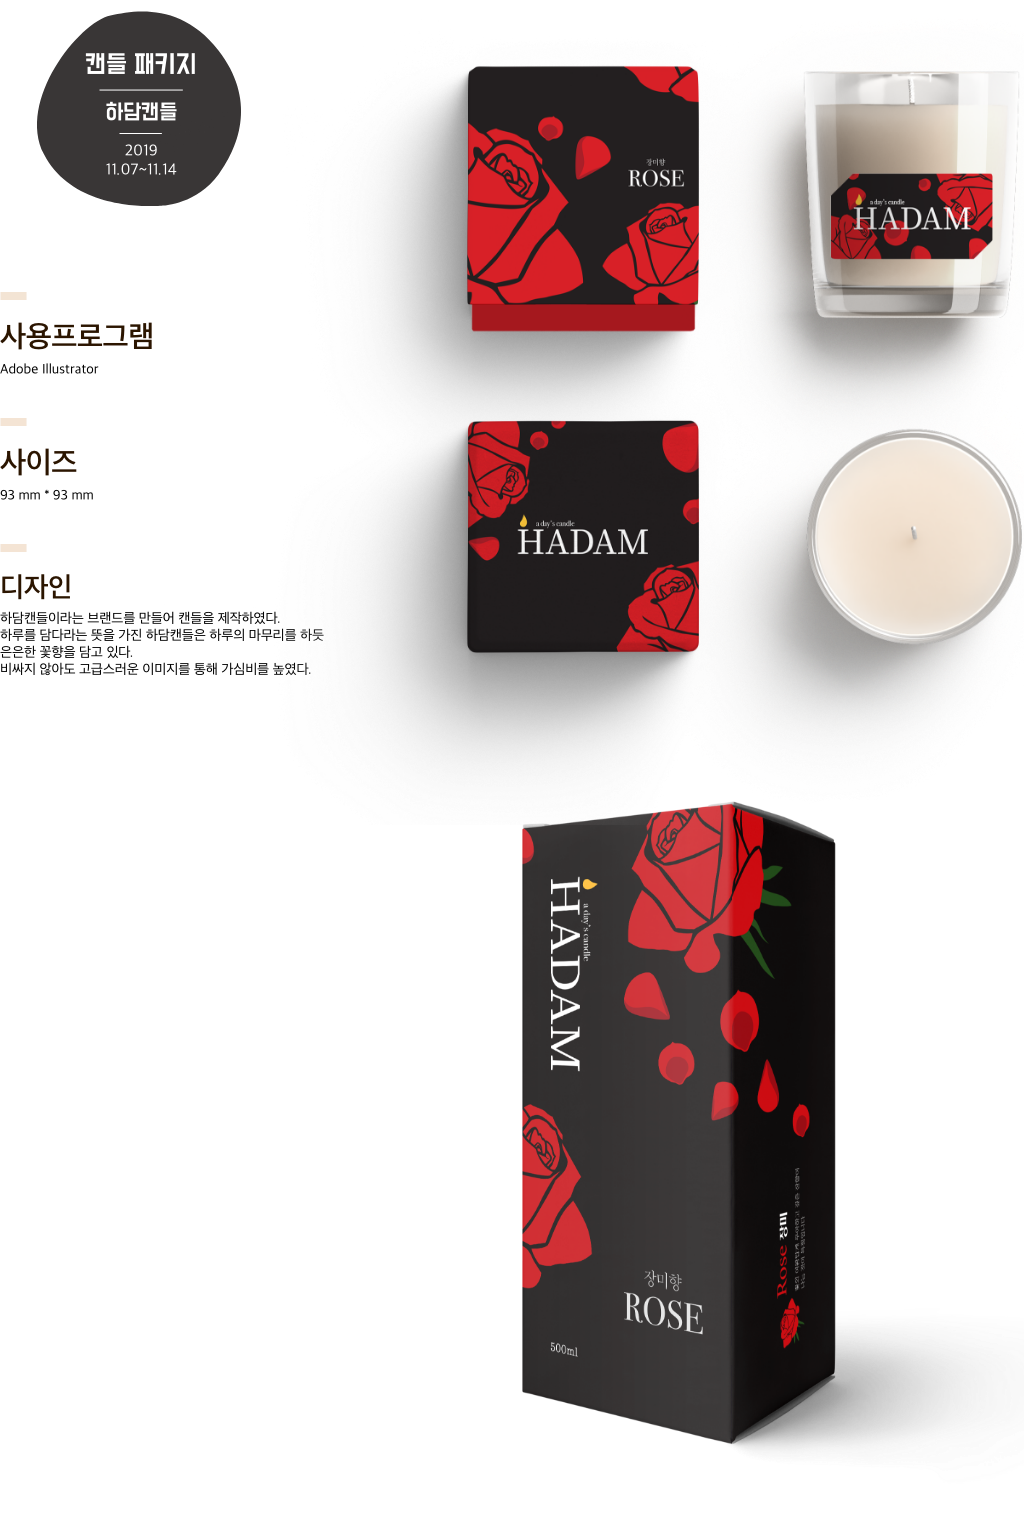 캔들 패키지
하담캔들
2019
11.07~11.14
사용프로그램
Adobe Illustrator
사이즈
93 mm * 93 mm
디자인
하담캔들이라는 브랜드를 만들어 캔들을 제작하였다.
하루를 담다라는 뜻을 가진 하담캔들은 하루의 마무리를 하듯
은은한 꽃향을 담고 있다.
비싸지 않아도 고급스러운 이미지를 통해 가심비를 높였다.
장미향
ROSE
a day's candle
HADAM
a day's candle
HADAM
a day's candle
HADAM
장미향
ROSE
500ml
Rose 장미